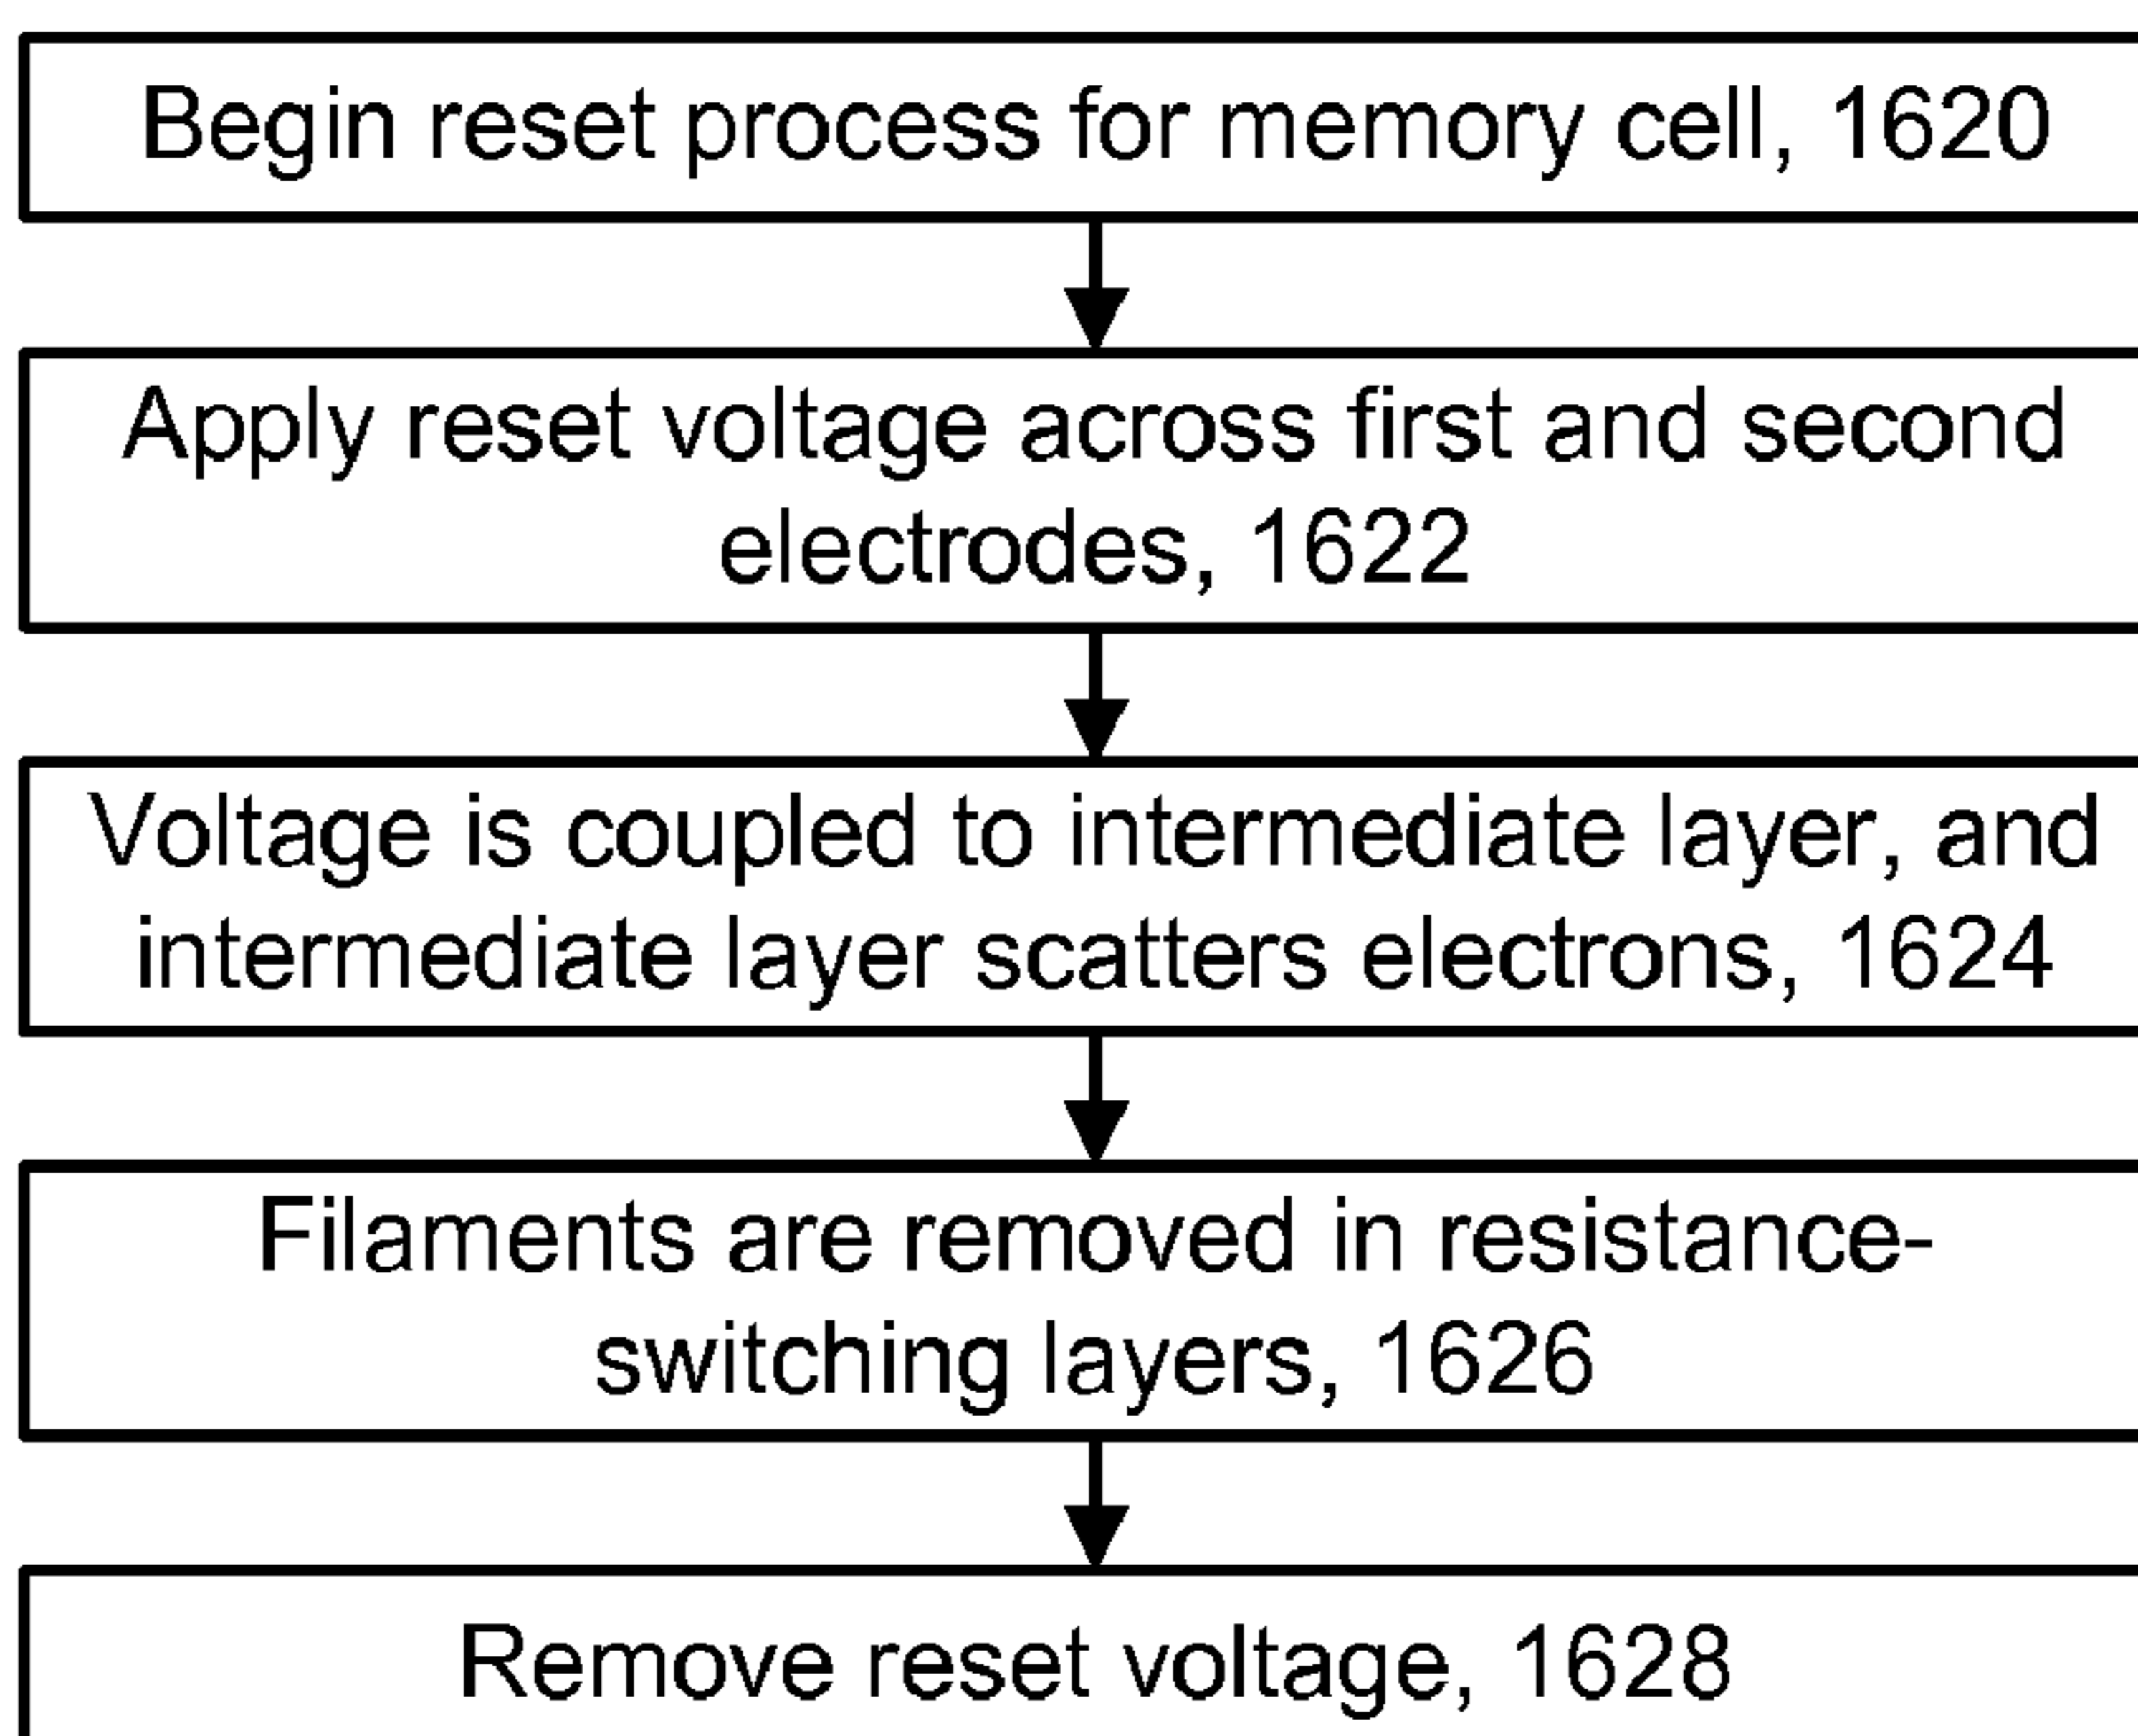 Begin reset process for memory cell, 1620
Apply reset voltage across first and second
electrodes, 1622
Voltage is coupled to intermediate layer, and
intermediate layer scatters electrons, 1624
Filaments are removed in resistance-
switching layers, 1626
Remove reset voltage, 1628